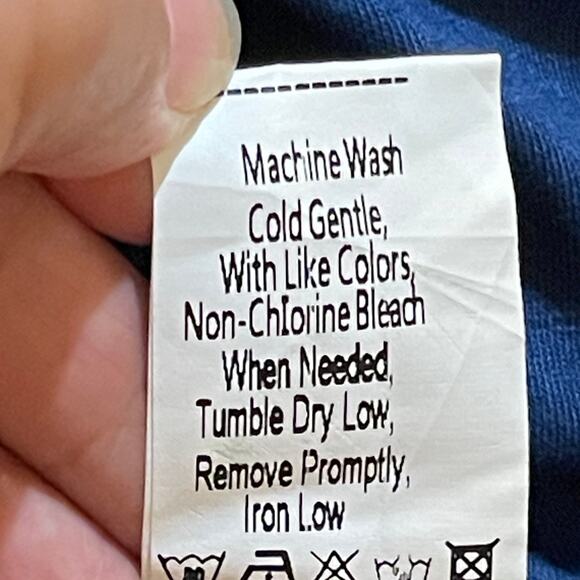 Machine Wash
Cold Gentle,
With Like Colors,
Non-Chlorine Bleach
When Needed,
Tumble Dry Low,
Remove Promptly,
Iron Low